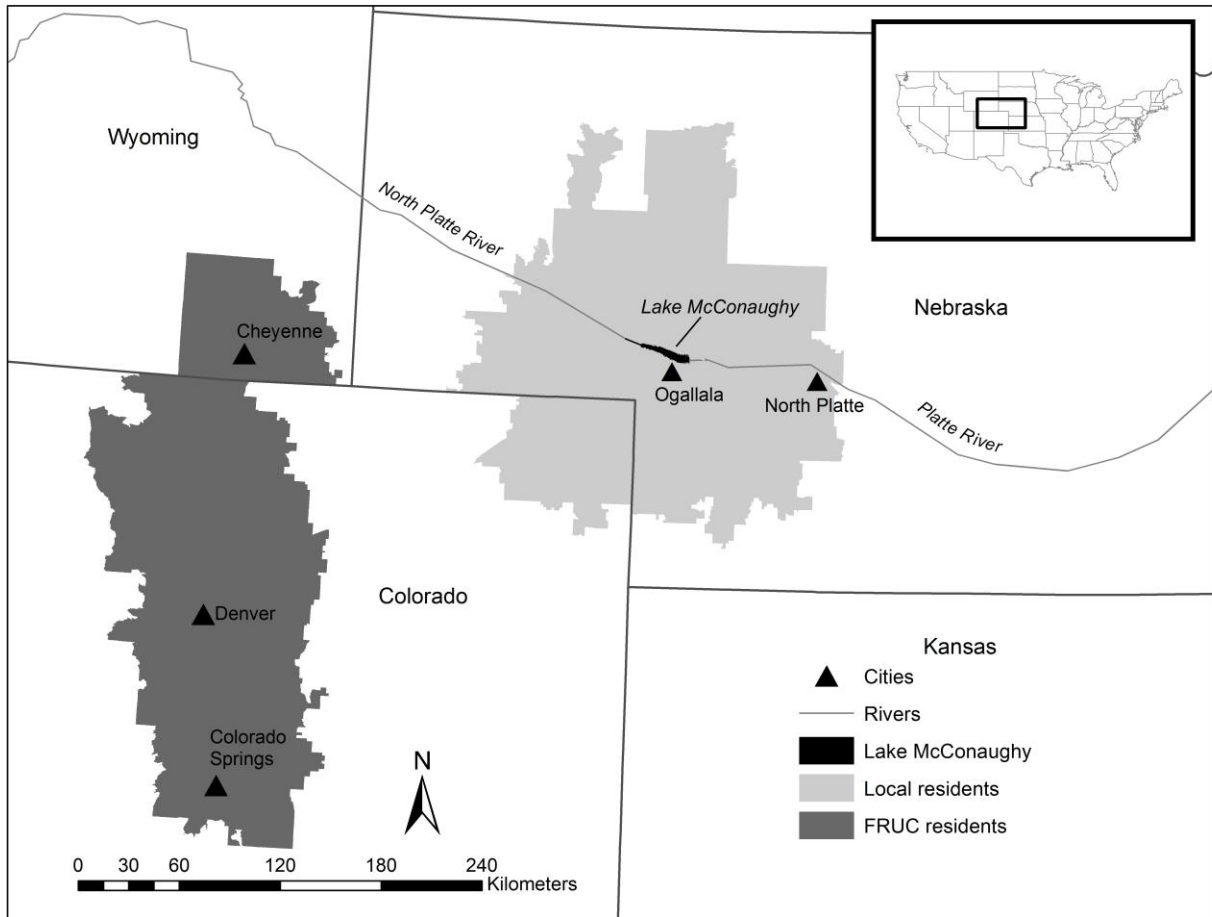 Wyoming
North Platte River
Cheyenne
Lake McConaughy
Nebraska
Ogallala
North Platte
Platte River
Colorado
Denver
Colorado
Springs
N
0 30 60 120 180 240
Kilometers
Kansas
Cities
Rivers
Lake McConaughy
Local residents
FRUC residents